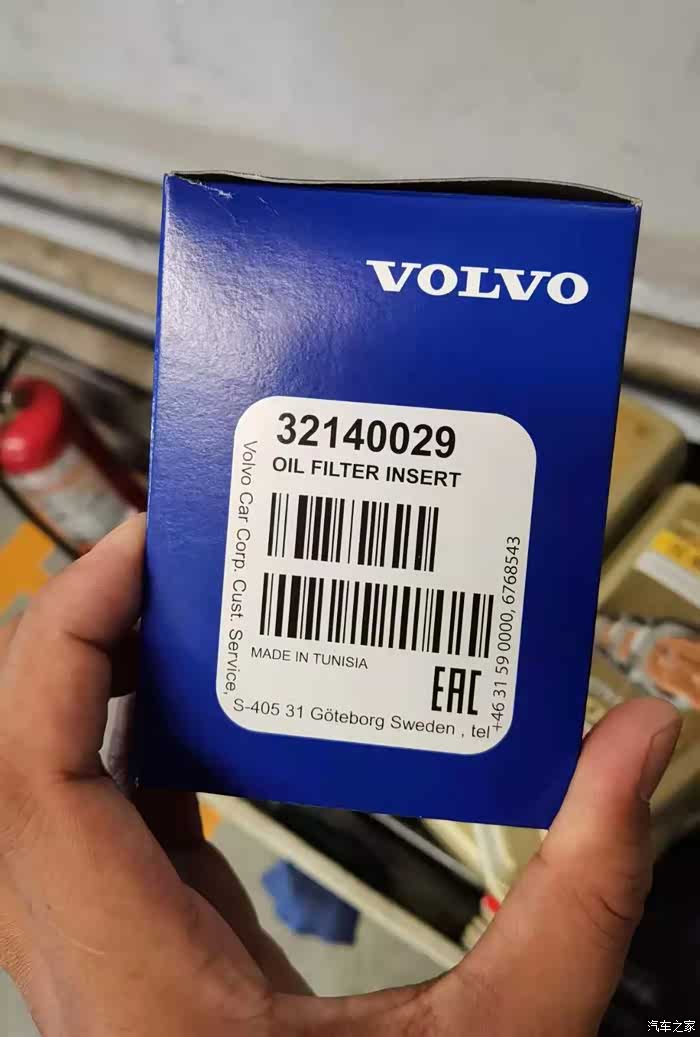 VOLVO
32140029
OIL FILTER INSERT
MADE IN TUNISIA
EAC
Volvo Car Corp. Cust. Service,
S-405 31 Göteborg Sweden , tel
+46 31 59 0000, 6768543
汽车之家